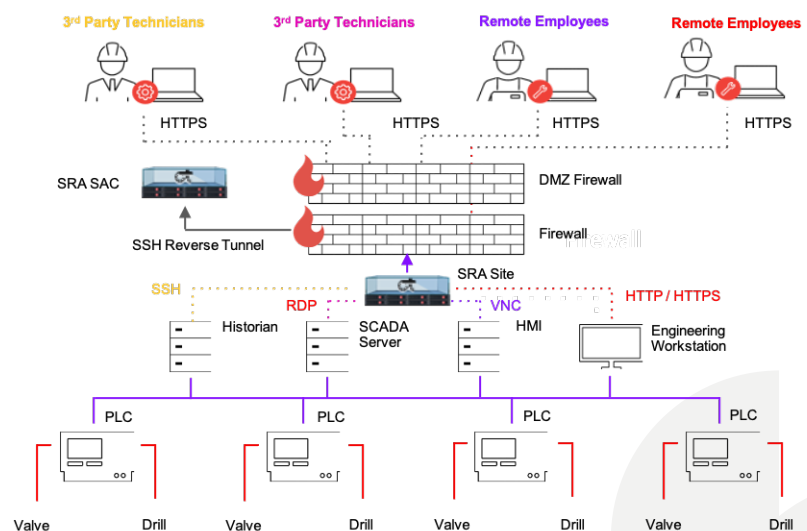 3rd Party Technicians
3rd Party Technicians
Remote Employees
Remote Employees
HTTPS
HTTPS
HTTPS
HTTPS
SRA SAC
DMZ Firewall
Firewall
Firewall
SSH Reverse Tunnel
SRA Site
SSH
RDP
VNC
HTTP / HTTPS
Historian
SCADA
Server
HMI
Engineering
Workstation
PLC
PLC
PLC
PLC
Valve
Drill
Valve
Drill
Valve
Drill
Valve
Drill